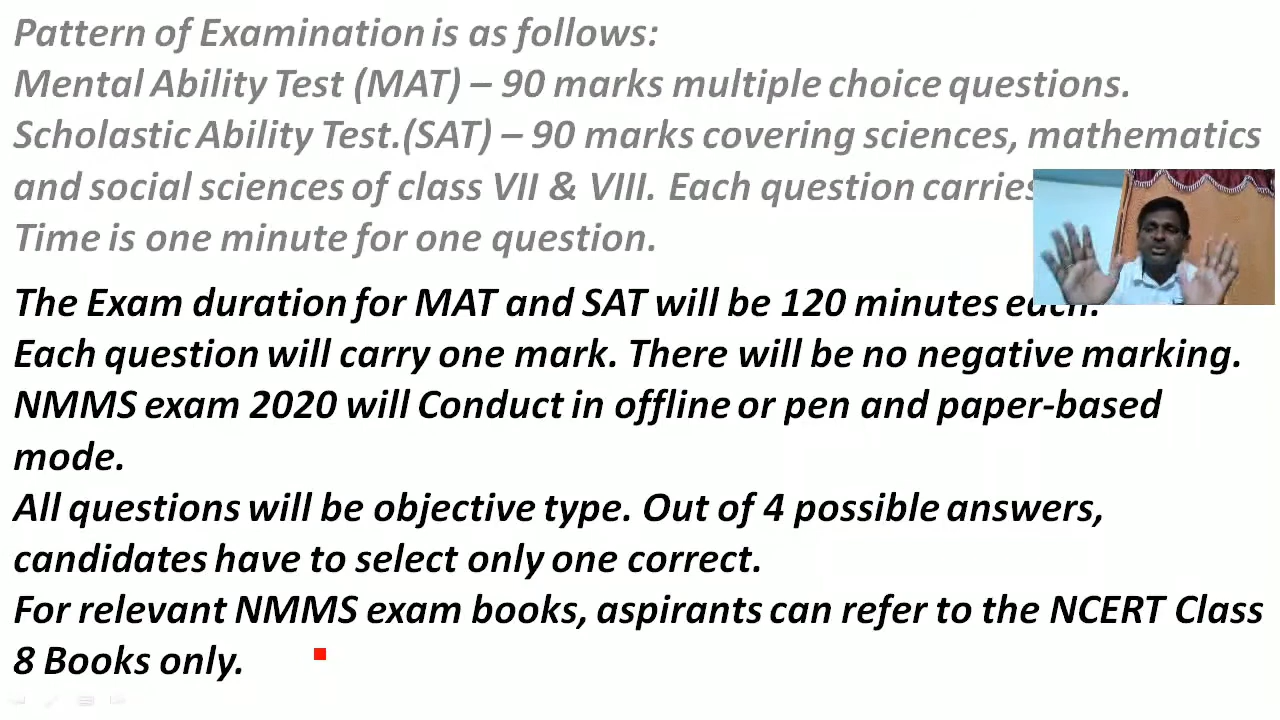 Pattern of Examination is as follows:
Mental Ability Test (MAT) – 90 marks multiple choice questions.
Scholastic Ability Test.(SAT) – 90 marks covering sciences, mathematics
and social sciences of class VII & VIII. Each question carries
Time is one minute for one question.
The Exam duration for MAT and SAT will be 120 minutes each.
Each question will carry one mark. There will be no negative marking.
NMMS exam 2020 will Conduct in offline or pen and paper-based
mode.
All questions will be objective type. Out of 4 possible answers,
candidates have to select only one correct.
For relevant NMMS exam books, aspirants can refer to the NCERT Class
8 Books only.